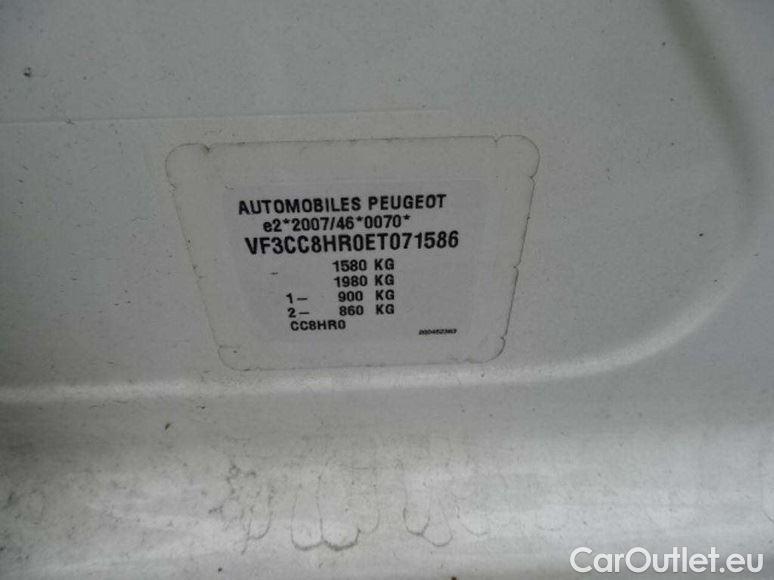 AUTOMOBILES PEUGEOT
e2*2007/46*0070*
VF3CC8HR0ET071586
1580 KG
1980 KG
1- 900 KG
2- 860 KG
CC8HR0
CarOutlet.eu